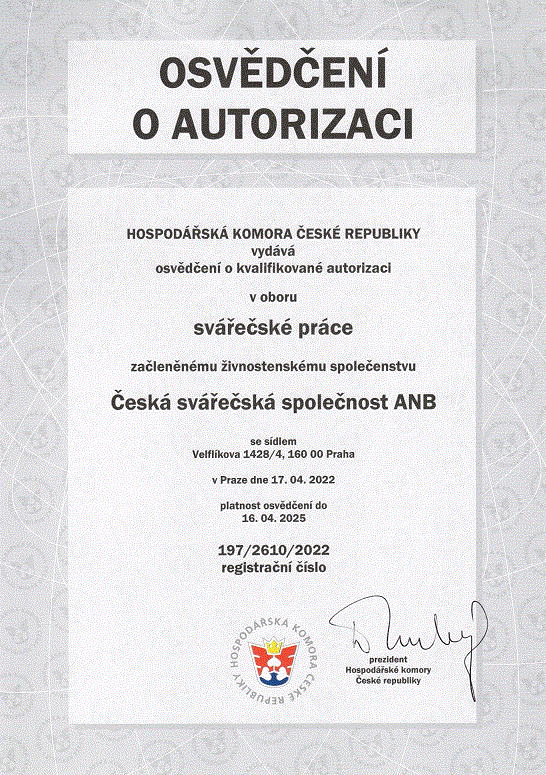 OSVĚDČENÍ
O AUTORIZACI
HOSPODÁŘSKÁ KOMORA ČESKÉ REPUBLIKY
vydává
osvědčení o kvalifikované autorizaci
v oboru
svářečské práce
začleněnému živnostenskému společenstvu
Česká svářečská společnost ANB
se sídlem
Velflíkova 1428/4, 160 00 Praha
v Praze dne 17. 04. 2022
platnost osvědčení do
16. 04. 2025
197/2610/2022
registrační číslo
HOSPODÁŘSKÁ KOMORA ČESKÉ REPUBLIKY
prezident
Hospodářské komory
České republiky